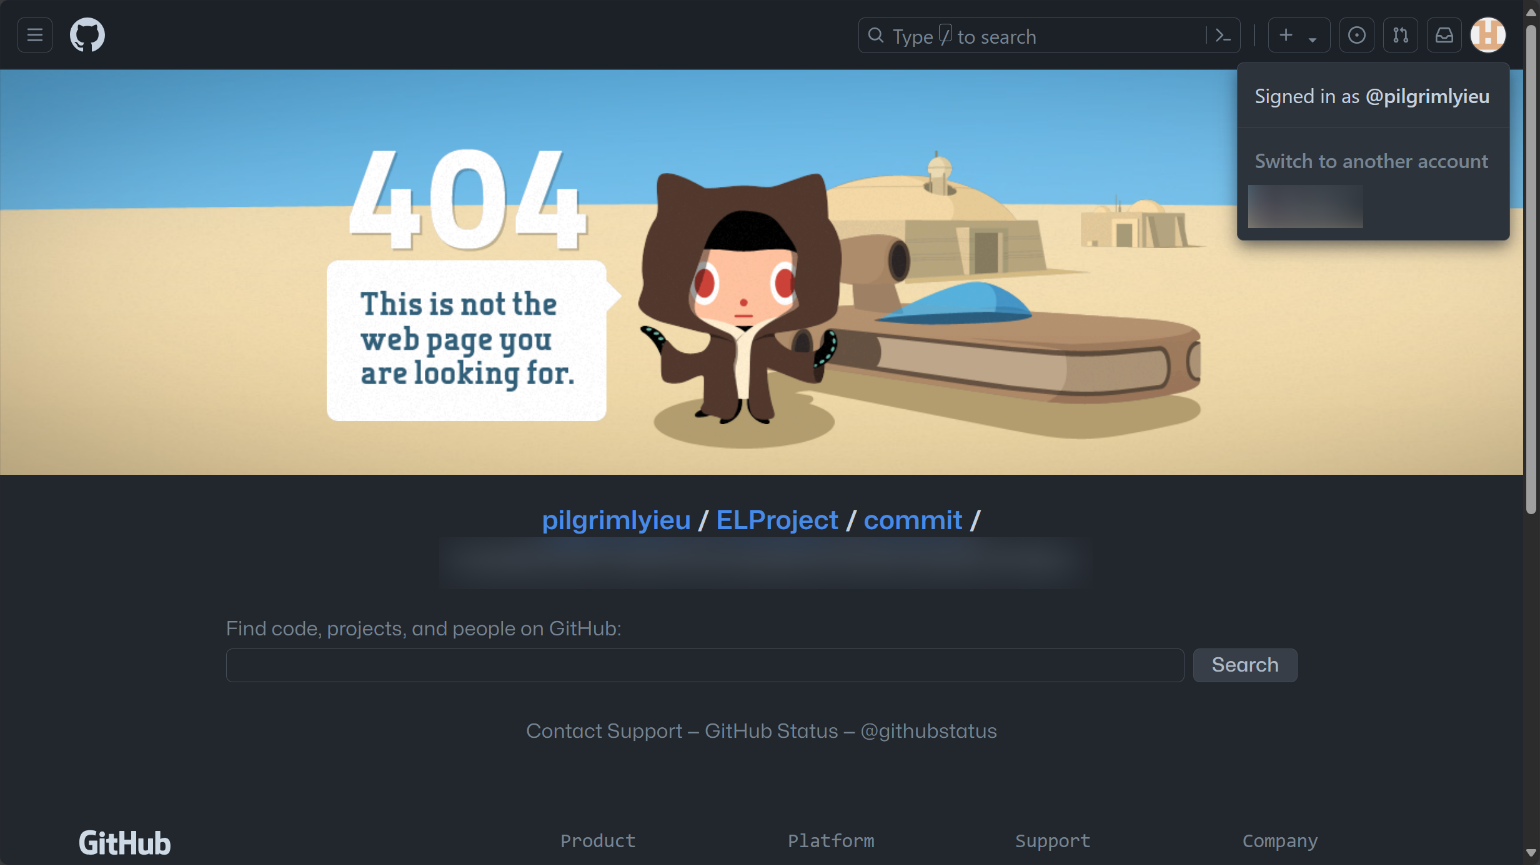 Type / to search
Signed in as @pilgrimlyieu
Switch to another account
404
This is not the
web page you
are looking for.
pilgrimlyieu / ELProject / commit /
Find code, projects, and people on GitHub:
Search
Contact Support — GitHub Status — @githubstatus
GitHub
Product
Platform
Support
Company